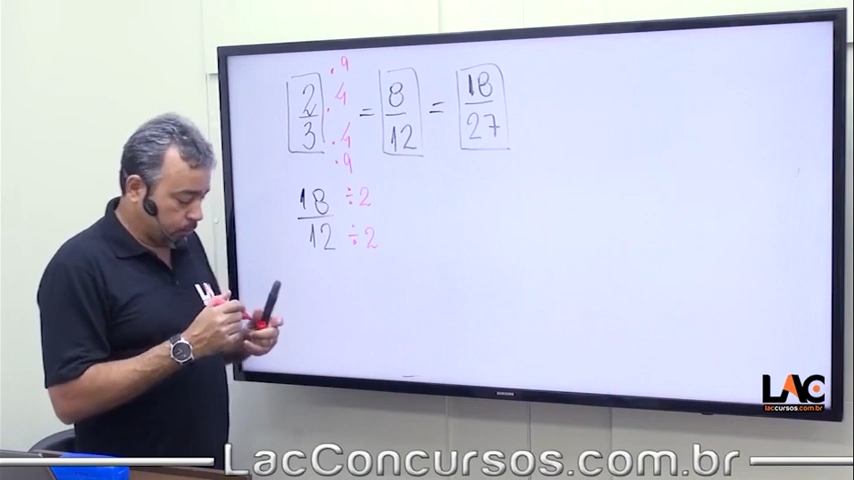 .9
2 .4
— = 8/12 = 18/27
3 .4
.9
18 ÷2
12 ÷2
SAMSUNG
LAC
lacconcursos.com.br
LacConcursos.com.br